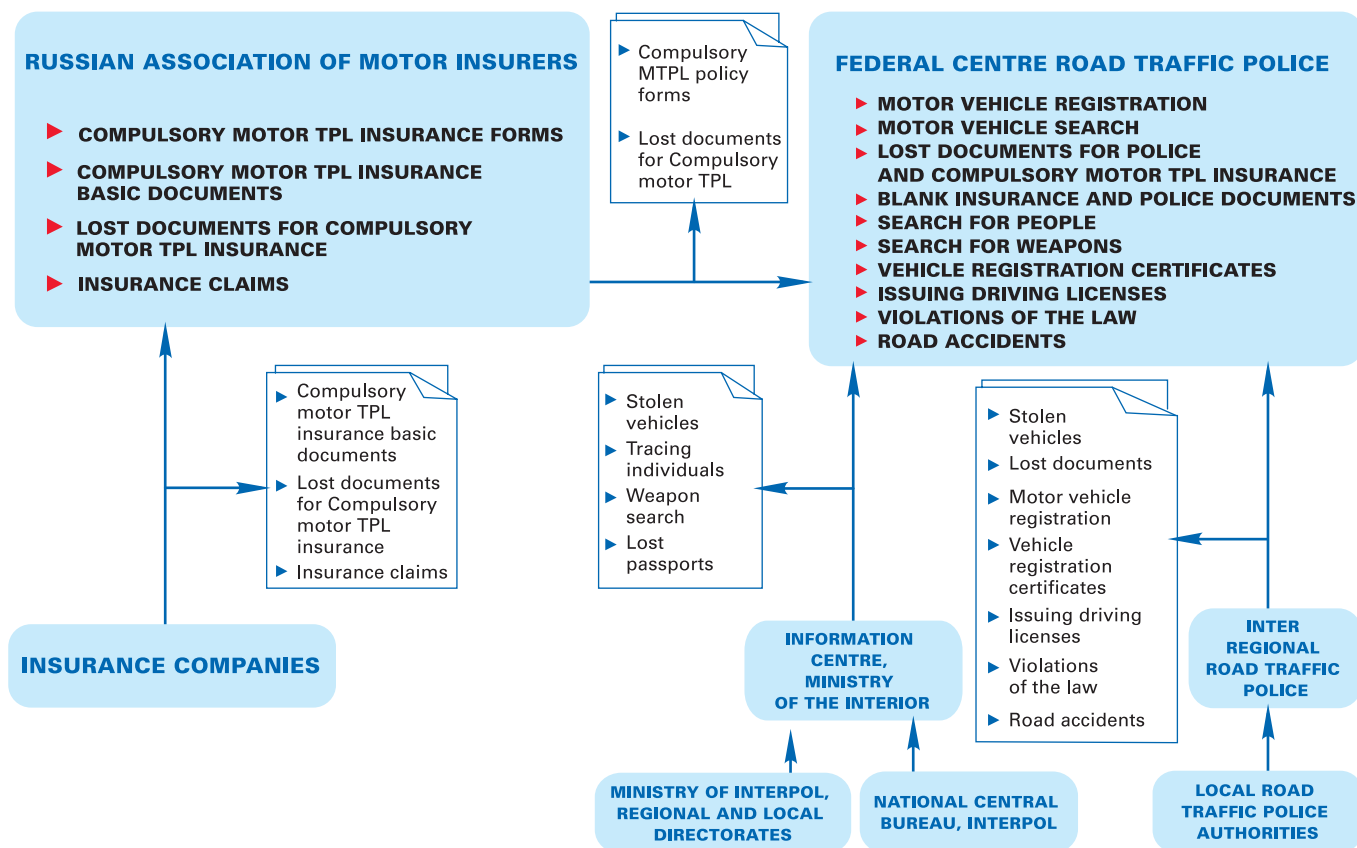 RUSSIAN ASSOCIATION OF MOTOR INSURERS
COMPULSORY MOTOR TPL INSURANCE FORMS
COMPULSORY MOTOR TPL INSURANCE
BASIC DOCUMENTS
LOST DOCUMENTS FOR COMPULSORY
MOTOR TPL INSURANCE
INSURANCE CLAIMS
Compulsory
MTPL policy
forms
Lost documents
for Compulsory
motor TPL
FEDERAL CENTRE ROAD TRAFFIC POLICE
MOTOR VEHICLE REGISTRATION
MOTOR VEHICLE SEARCH
LOST DOCUMENTS FOR POLICE
AND COMPULSORY MOTOR TPL INSURANCE
BLANK INSURANCE AND POLICE DOCUMENTS
SEARCH FOR PEOPLE
SEARCH FOR WEAPONS
VEHICLE REGISTRATION CERTIFICATES
ISSUING DRIVING LICENSES
VIOLATIONS OF THE LAW
ROAD ACCIDENTS
Compulsory
motor TPL
insurance basic
documents
Lost documents
for Compulsory
motor TPL
insurance
Insurance claims
Stolen
vehicles
Tracing
individuals
Weapon
search
Lost
passports
Stolen
vehicles
Lost documents
Motor vehicle
registration
Vehicle
registration
certificates
Issuing driving
licenses
Violations
of the law
Road accidents
INSURANCE COMPANIES
INFORMATION
CENTRE,
MINISTRY
OF THE INTERIOR
INTER
REGIONAL
ROAD TRAFFIC
POLICE
MINISTRY OF INTERPOL,
REGIONAL AND LOCAL
DIRECTORATES
NATIONAL CENTRAL
BUREAU, INTERPOL
LOCAL ROAD
TRAFFIC POLICE
AUTHORITIES